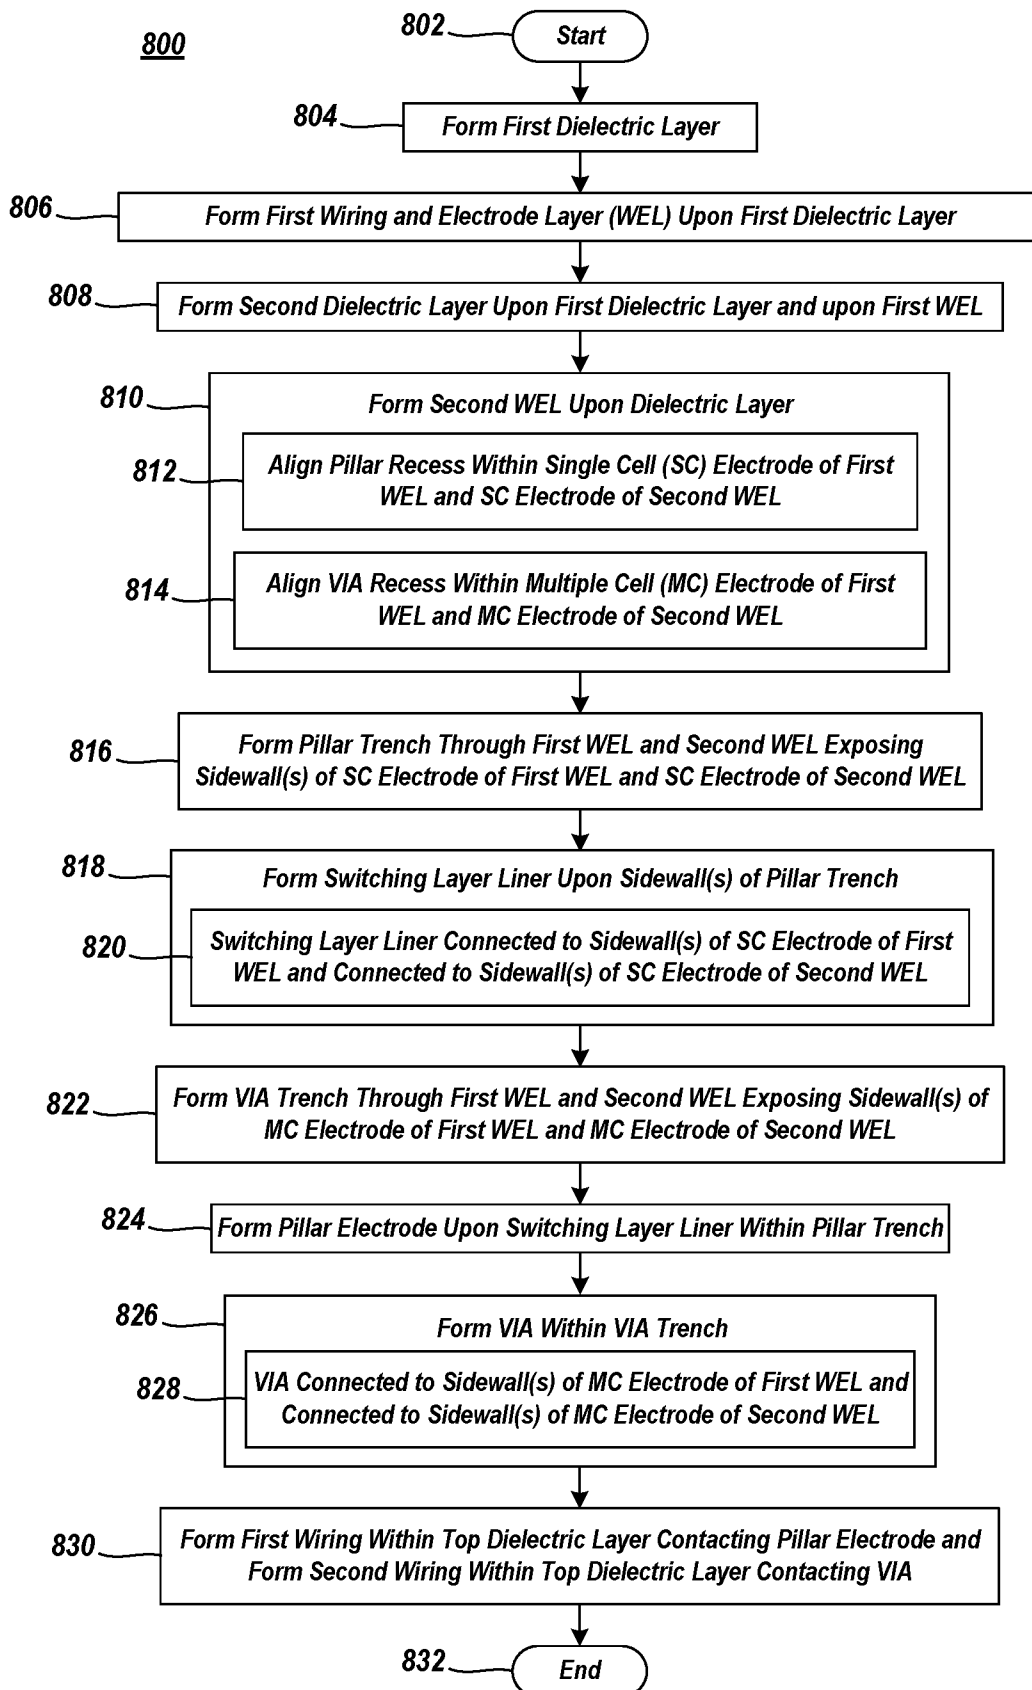 800
802
Start
804
Form First Dielectric Layer
806
Form First Wiring and Electrode Layer (WEL) Upon First Dielectric Layer
808
Form Second Dielectric Layer Upon First Dielectric Layer and upon First WEL
810
Form Second WEL Upon Dielectric Layer
812
Align Pillar Recess Within Single Cell (SC) Electrode of First
WEL and SC Electrode of Second WEL
814
Align VIA Recess Within Multiple Cell (MC) Electrode of First
WEL and MC Electrode of Second WEL
816
Form Pillar Trench Through First WEL and Second WEL Exposing
Sidewall(s) of SC Electrode of First WEL and SC Electrode of Second WEL
818
Form Switching Layer Liner Upon Sidewall(s) of Pillar Trench
820
Switching Layer Liner Connected to Sidewall(s) of SC Electrode of First
WEL and Connected to Sidewall(s) of SC Electrode of Second WEL
822
Form VIA Trench Through First WEL and Second WEL Exposing Sidewall(s) of
MC Electrode of First WEL and MC Electrode of Second WEL
824
Form Pillar Electrode Upon Switching Layer Liner Within Pillar Trench
826
Form VIA Within VIA Trench
828
VIA Connected to Sidewall(s) of MC Electrode of First WEL and
Connected to Sidewall(s) of MC Electrode of Second WEL
830
Form First Wiring Within Top Dielectric Layer Contacting Pillar Electrode and
Form Second Wiring Within Top Dielectric Layer Contacting VIA
832
End